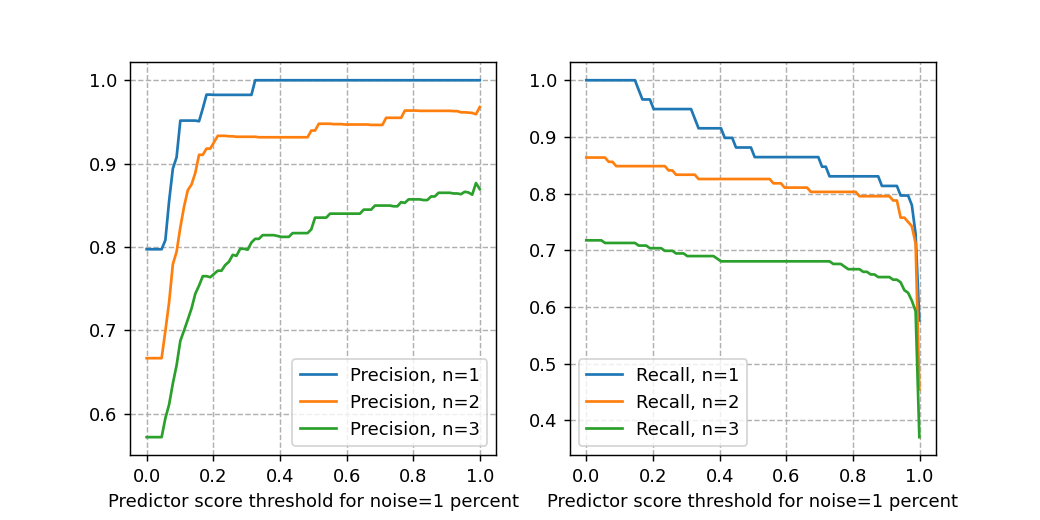 1.0
0.9
0.8
0.7
0.6
Precision, n=1
Precision, n=2
Precision, n=3
0.0 0.2 0.4 0.6 0.8 1.0
Predictor score threshold for noise=1 percent
1.0
0.9
0.8
0.7
0.6
0.5
0.4
Recall, n=1
Recall, n=2
Recall, n=3
0.0 0.2 0.4 0.6 0.8 1.0
Predictor score threshold for noise=1 percent